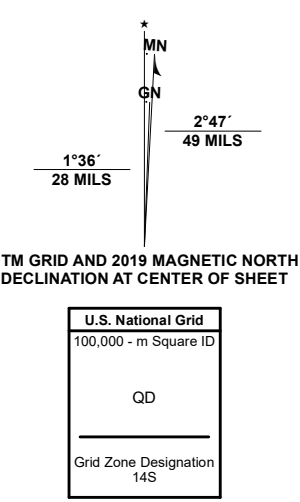 ★
MN
GN
2°47´
49 MILS
1°36´
28 MILS
TM GRID AND 2019 MAGNETIC NORTH
DECLINATION AT CENTER OF SHEET
U.S. National Grid
100,000 - m Square ID
QD
Grid Zone Designation
14S